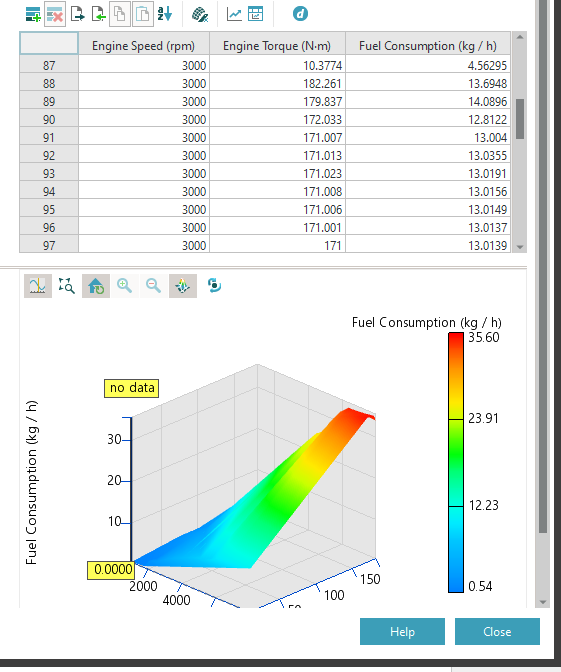 Engine Speed (rpm) Engine Torque (N·m) Fuel Consumption (kg / h)
87 3000 10.3774 4.56295
88 3000 182.261 13.6948
89 3000 179.837 14.0896
90 3000 172.033 12.8122
91 3000 171.007 13.004
92 3000 171.013 13.0355
93 3000 171.023 13.0191
94 3000 171.008 13.0156
95 3000 171.006 13.0149
96 3000 171.001 13.0137
97 3000 171 13.0139
Fuel Consumption (kg / h)
35.60
23.91
12.23
0.54
no data
Fuel Consumption (kg / h)
30
20
10
0.0000
2000
4000
50
100
150
Help Close